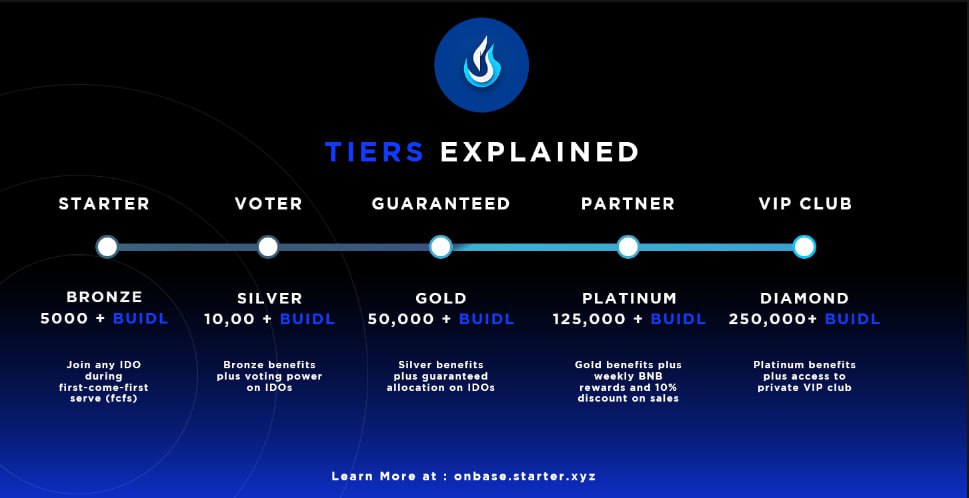 TIERS EXPLAINED
STARTER
VOTER
GUARANTEED
PARTNER
VIP CLUB
BRONZE
5000 + BUIDL
SILVER
10,00 + BUIDL
GOLD
50,000 + BUIDL
PLATINUM
125,000 + BUIDL
DIAMOND
250,000+ BUIDL
Join any IDO
during
first-come-first
serve (fcfs)
Bronze benefits
plus voting power
on IDOs
Silver benefits
plus guaranteed
allocation on IDOs
Gold benefits plus
weekly BNB
rewards and 10%
discount on sales
Platinum benefits
plus access to
private VIP club
Learn More at : onbase.starter.xyz